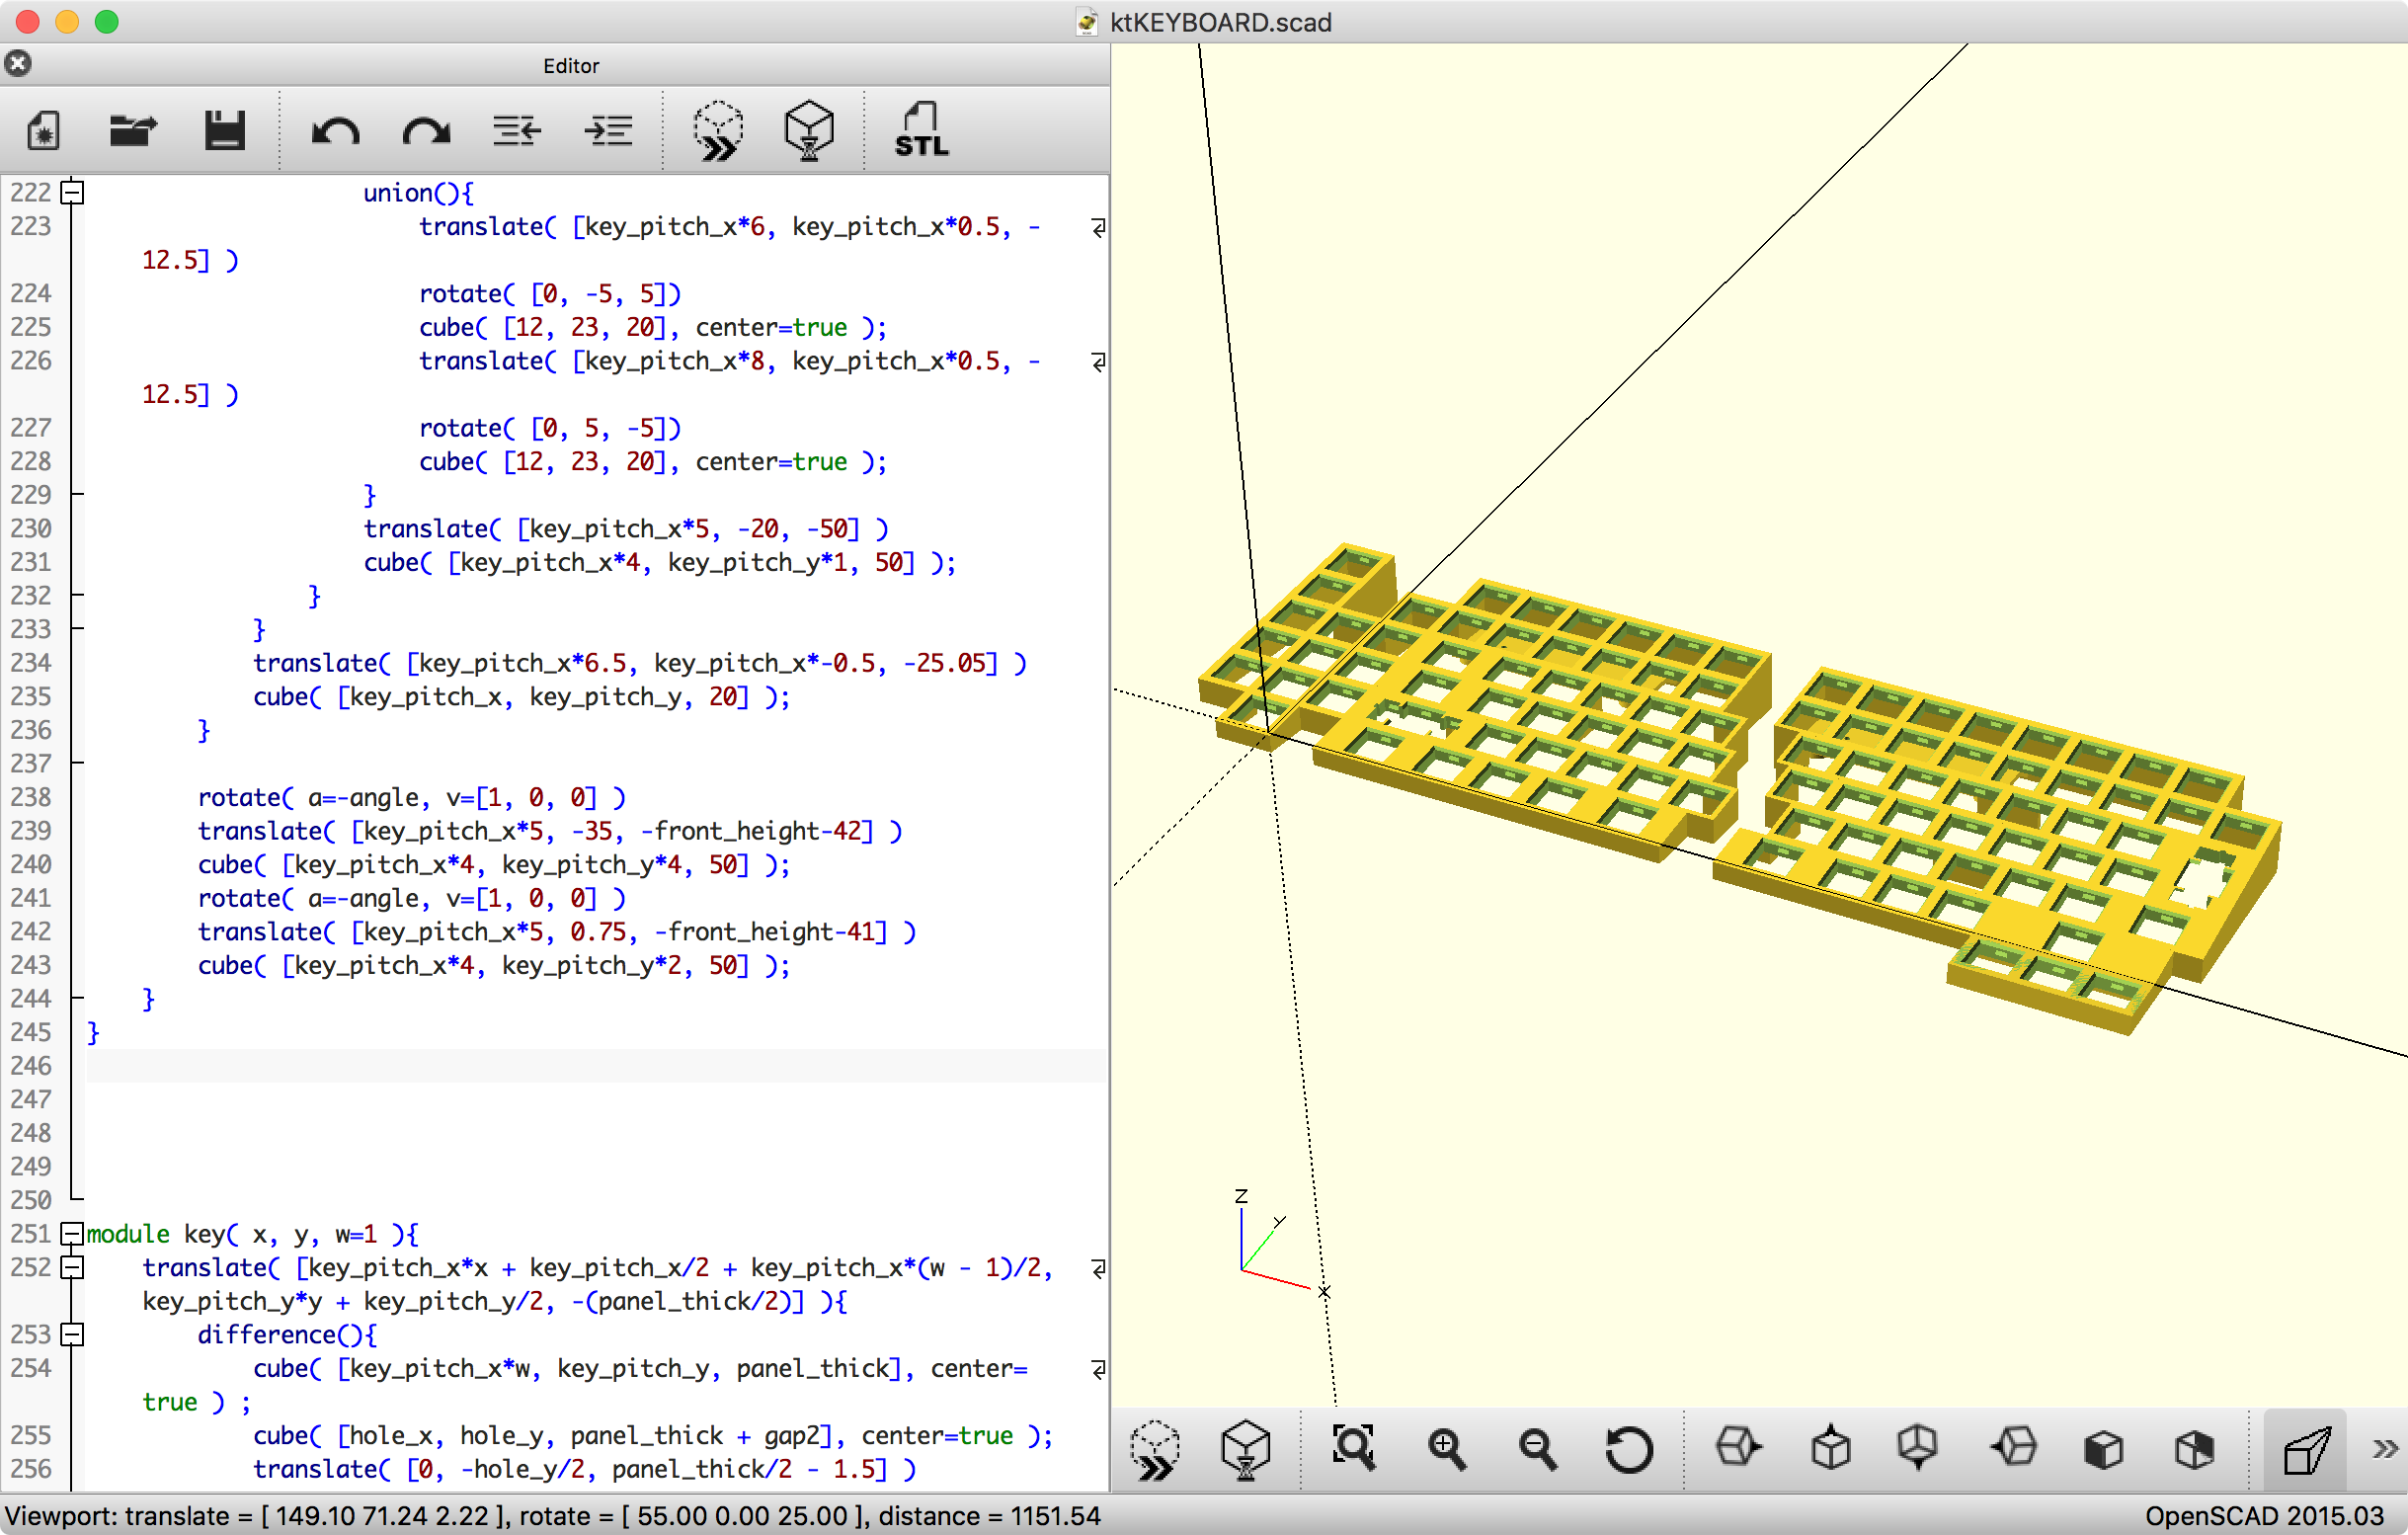 ktKEYBOARD.scad
Editor
STL
222 union(){
223 translate( [key_pitch_x*6, key_pitch_x*0.5, -
12.5] )
224 rotate( [0, -5, 5])
225 cube( [12, 23, 20], center=true );
226 translate( [key_pitch_x*8, key_pitch_x*0.5, -
12.5] )
227 rotate( [0, 5, -5])
228 cube( [12, 23, 20], center=true );
229 }
230 translate( [key_pitch_x*5, -20, -50] )
231 cube( [key_pitch_x*4, key_pitch_y*1, 50] );
232 }
233 }
234 translate( [key_pitch_x*6.5, key_pitch_x*-0.5, -25.05] )
235 cube( [key_pitch_x, key_pitch_y, 20] );
236 }
237
238 rotate( a=-angle, v=[1, 0, 0] )
239 translate( [key_pitch_x*5, -35, -front_height-42] )
240 cube( [key_pitch_x*4, key_pitch_y*4, 50] );
241 rotate( a=-angle, v=[1, 0, 0] )
242 translate( [key_pitch_x*5, 0.75, -front_height-41] )
243 cube( [key_pitch_x*4, key_pitch_y*2, 50] );
244 }
245 }
246
247
248
249
250
251 module key( x, y, w=1 ){
252 translate( [key_pitch_x*x + key_pitch_x/2 + key_pitch_x*(w - 1)/2,
key_pitch_y*y + key_pitch_y/2, -(panel_thick/2)] ){
253 difference(){
254 cube( [key_pitch_x*w, key_pitch_y, panel_thick], center=
true ) ;
255 cube( [hole_x, hole_y, panel_thick + gap2], center=true );
256 translate( [0, -hole_y/2, panel_thick/2 - 1.5] )
Z
Y
X
Viewport: translate = [ 149.10 71.24 2.22 ], rotate = [ 55.00 0.00 25.00 ], distance = 1151.54
OpenSCAD 2015.03